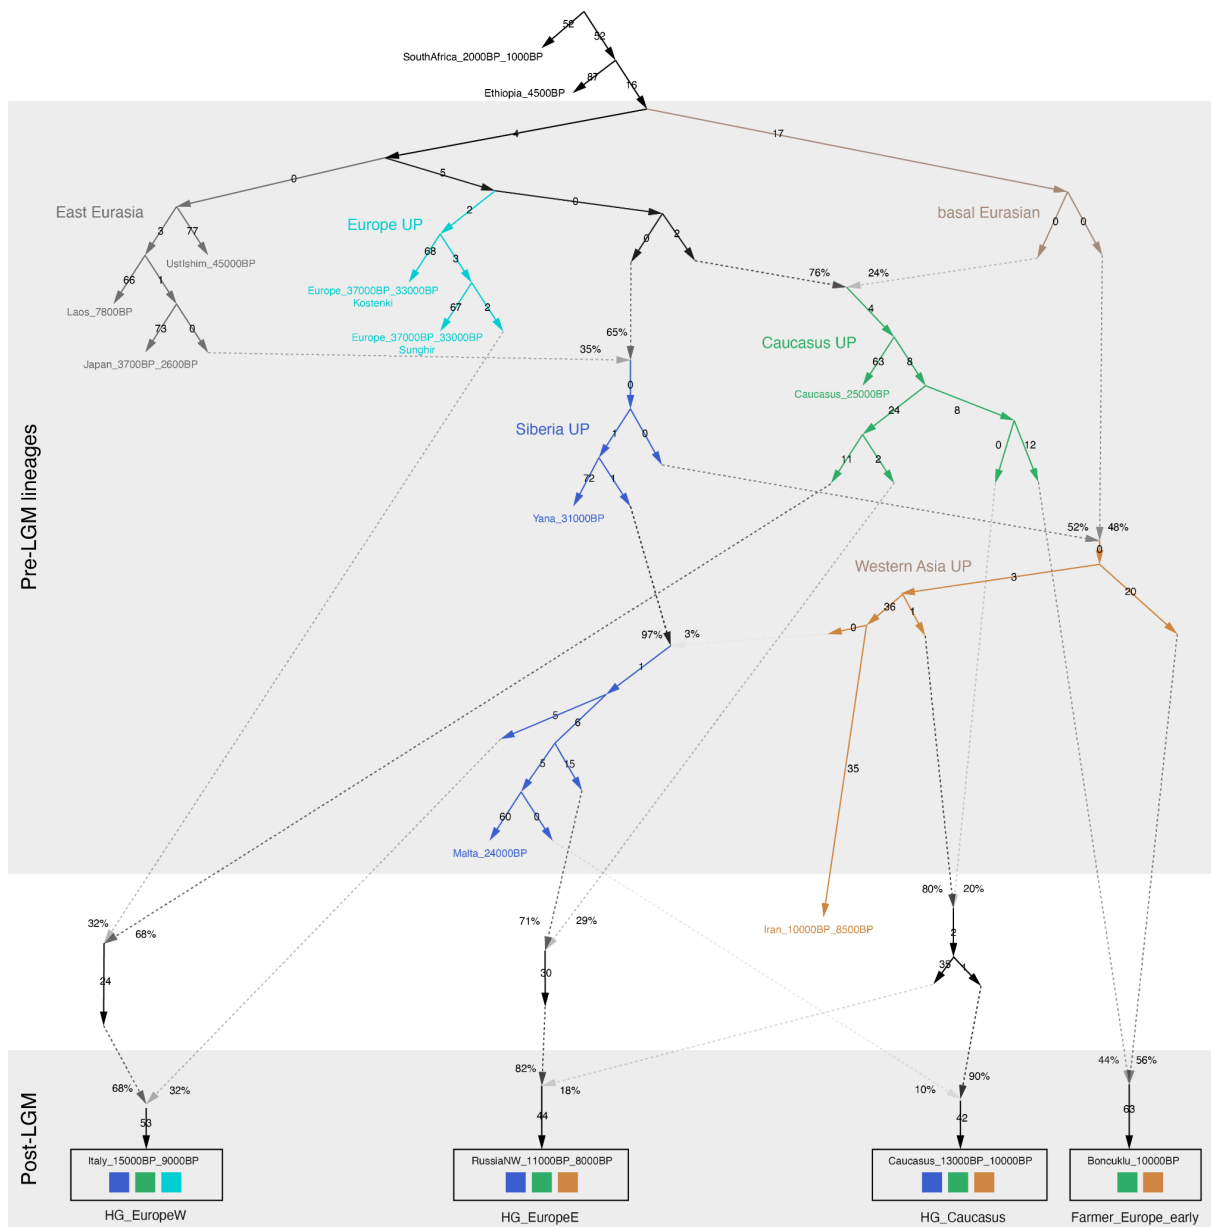 52
52
SouthAfrica_2000BP_1000BP
87
16
Ethiopia_4500BP
4
17
0
5
East Eurasia
2
0
basal Eurasian
Europe UP
3
77
0
2
0
0
68
3
UstIshim_45000BP
66
1
76%
24%
Europe_37000BP_33000BP
Kostenki
Laos_7800BP
67
2
4
73
0
65%
Europe_37000BP_33000BP
Sunghir
Caucasus UP
35%
Japan_3700BP_2600BP
63
8
0
Caucasus_25000BP
24
8
Siberia UP
1
0
11
2
0
12
72
1
Yana_31000BP
52%
48%
0
Pre-LGM lineages
Western Asia UP
3
20
36
1
0
97%
3%
1
5
6
5
15
35
60
0
Malta_24000BP
80%
20%
32%
68%
71%
29%
Iran_10000BP_8500BP
2
24
30
35
1
82%
44%
56%
68%
32%
18%
10%
90%
53
44
42
63
Post-LGM
Italy_15000BP_9000BP
RussiaNW_11000BP_8000BP
Caucasus_13000BP_10000BP
Boncuklu_10000BP
HG_EuropeW
HG_EuropeE
HG_Caucasus
Farmer_Europe_early